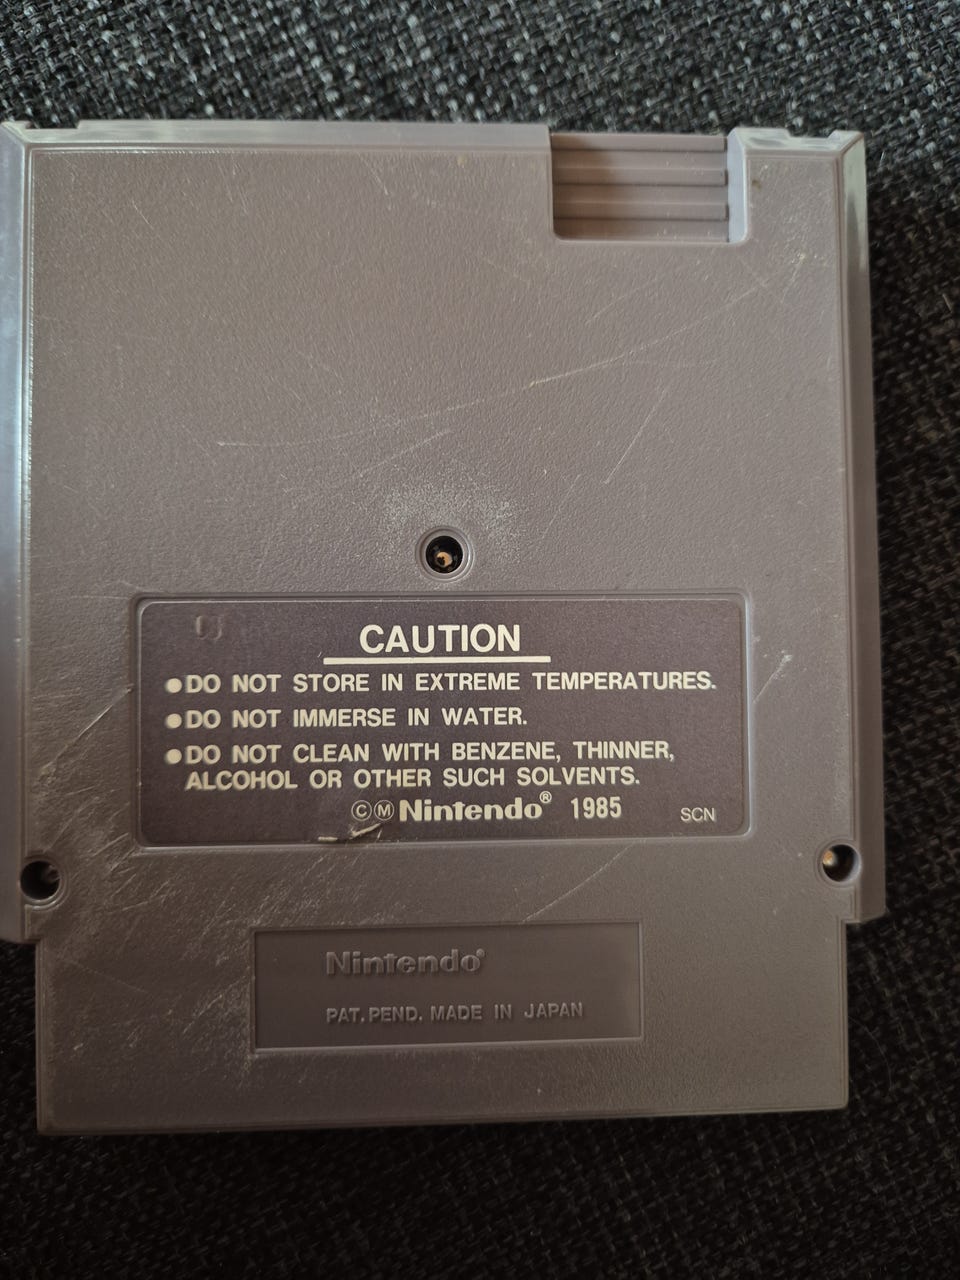 CAUTION
●DO NOT STORE IN EXTREME TEMPERATURES.
●DO NOT IMMERSE IN WATER.
●DO NOT CLEAN WITH BENZENE, THINNER,
ALCOHOL OR OTHER SUCH SOLVENTS.
ⒸⓂNintendo® 1985 SCN
Nintendo®
PAT. PEND. MADE IN JAPAN